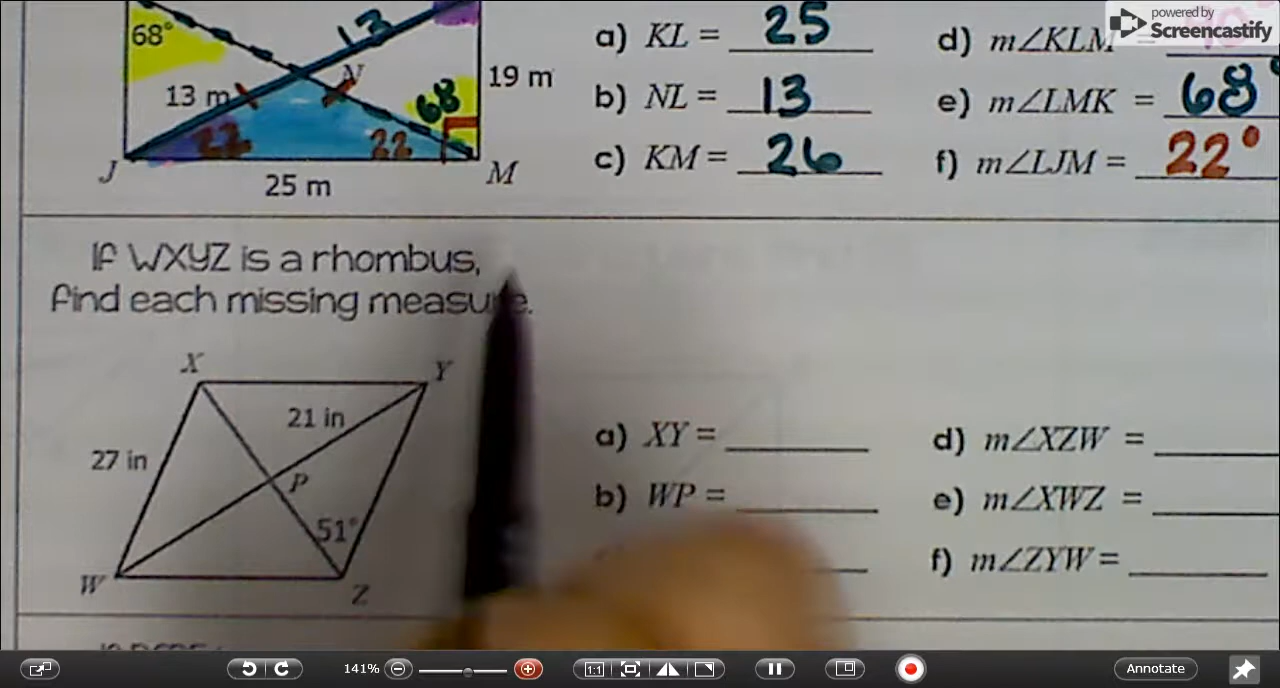 powered by
Screencastify
68°
13
N
13 m
22
22
68
19 m
J
M
25 m
a) KL = 25
b) NL = 13
c) KM = 26
d) m∠KLM =
e) m∠LMK = 68°
f) m∠LJM = 22°
If WXYZ is a rhombus,
find each missing measure.
X
Y
21 in
27 in
P
51°
W
Z
a) XY =
b) WP =
d) m∠XZW =
e) m∠XWZ =
f) m∠ZYW =
141%
1:1
Annotate